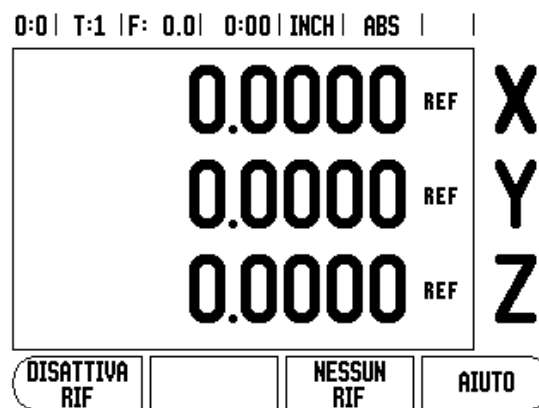 0:0 | T:1 | F: 0.0 | 0:00 | INCH | ABS | |
0.0000 REF X
0.0000 REF Y
0.0000 REF Z
DISATTIVA RIF NESSUN RIF AIUTO